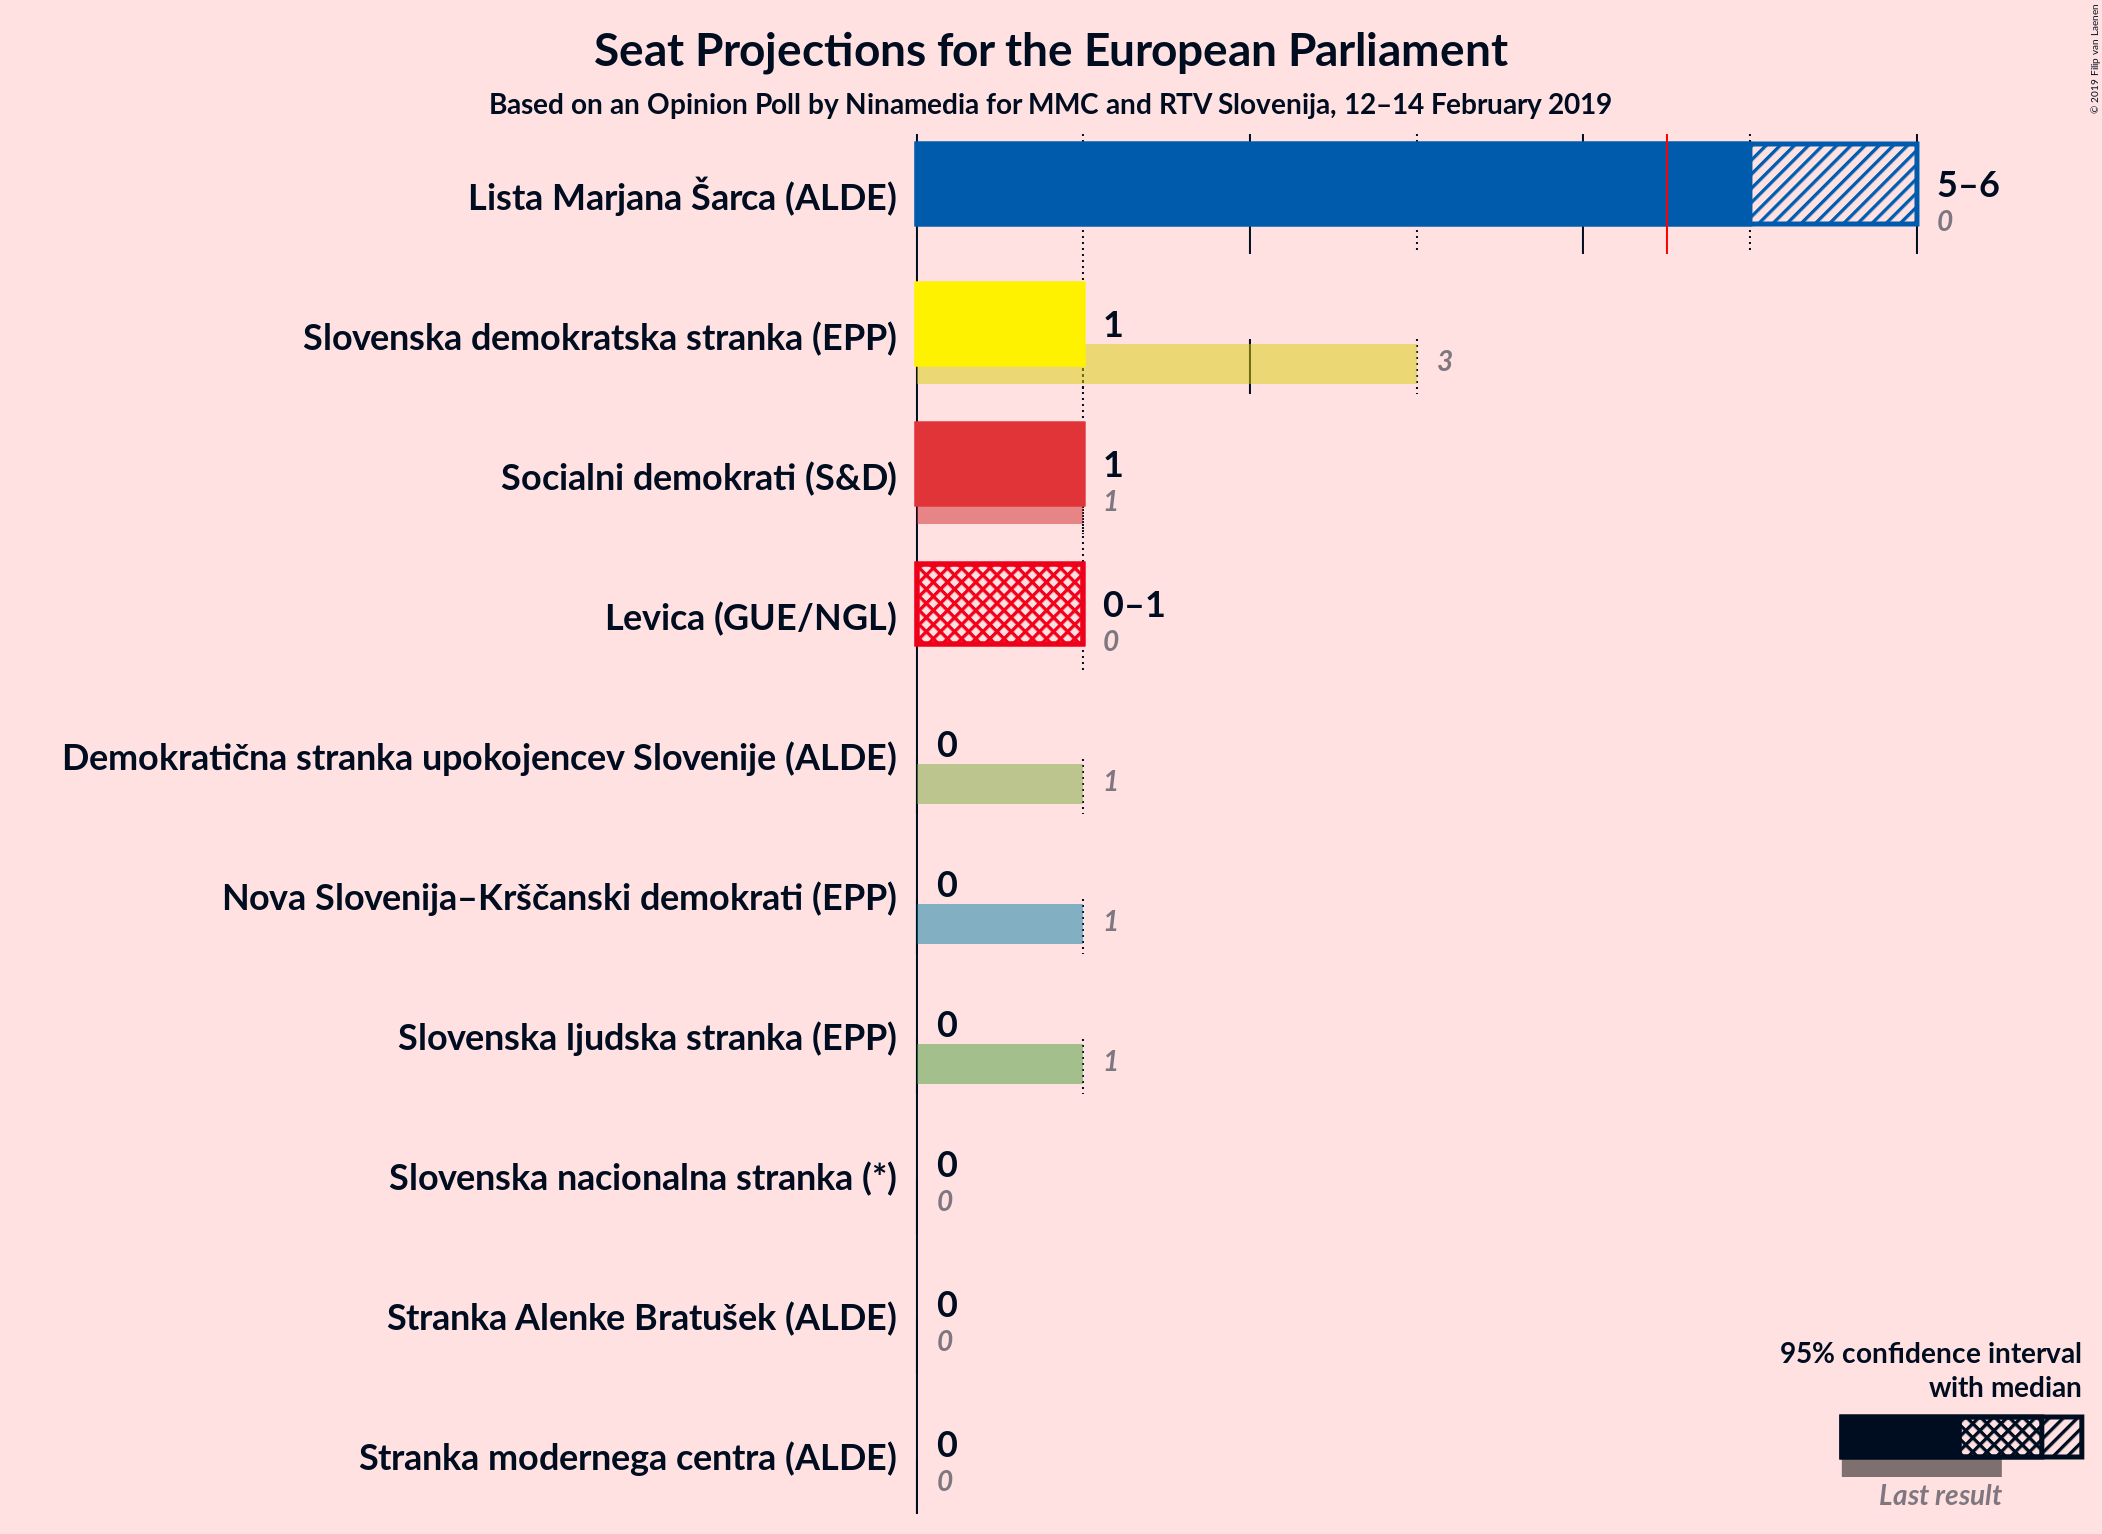 Seat Projections for the European Parliament
Based on an Opinion Poll by Ninamedia for MMC and RTV Slovenija, 12–14 February 2019
© 2019 Filip van Laenen
Lista Marjana Šarca (ALDE)
5–6
0
Slovenska demokratska stranka (EPP)
1
3
Socialni demokrati (S&D)
1
1
Levica (GUE/NGL)
0–1
0
Demokratična stranka upokojencev Slovenije (ALDE)
0
1
Nova Slovenija–Krščanski demokrati (EPP)
0
1
Slovenska ljudska stranka (EPP)
0
1
Slovenska nacionalna stranka (*)
0
0
Stranka Alenke Bratušek (ALDE)
0
0
Stranka modernega centra (ALDE)
0
0
95% confidence interval
with median
Last result